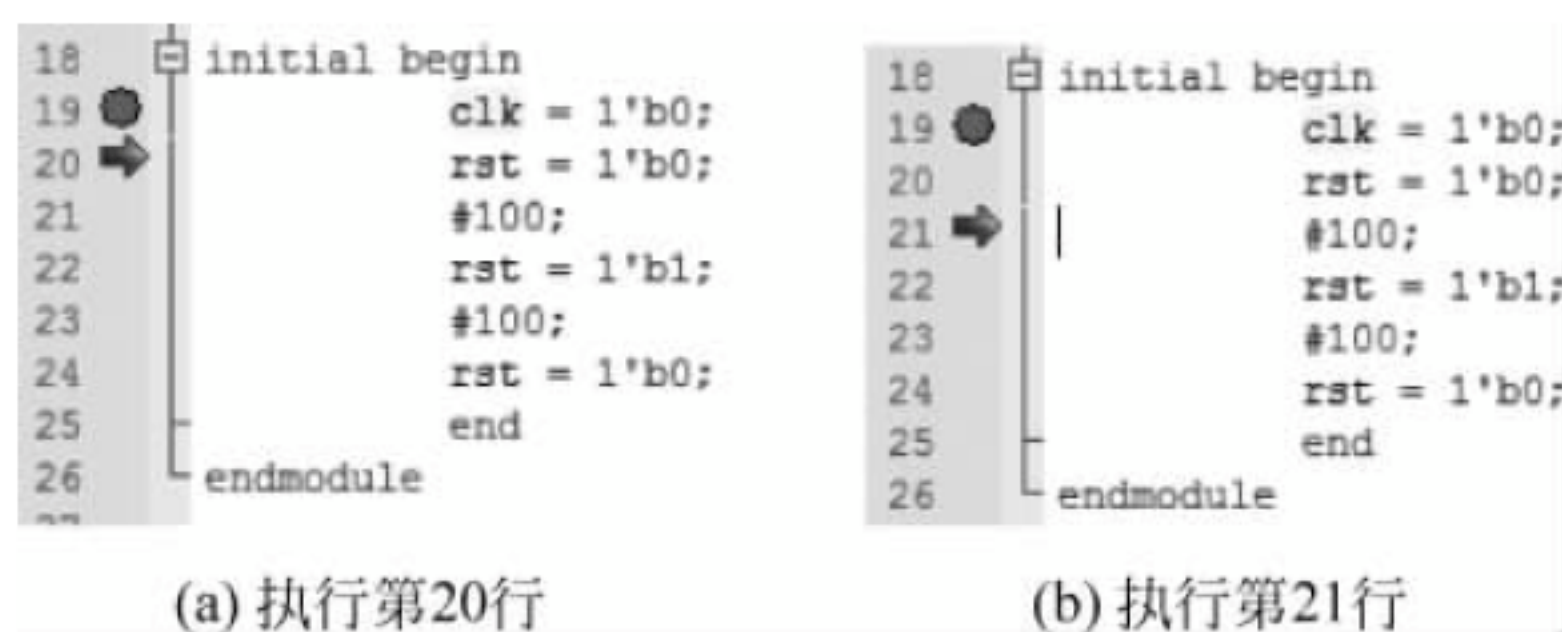 18 initial begin
19 clk = 1'b0;
20 rst = 1'b0;
21 #100;
22 rst = 1'b1;
23 #100;
24 rst = 1'b0;
25 end
26 endmodule
(a) 执行第20行
18 initial begin
19 clk = 1'b0;
20 rst = 1'b0;
21 #100;
22 rst = 1'b1;
23 #100;
24 rst = 1'b0;
25 end
26 endmodule
(b) 执行第21行